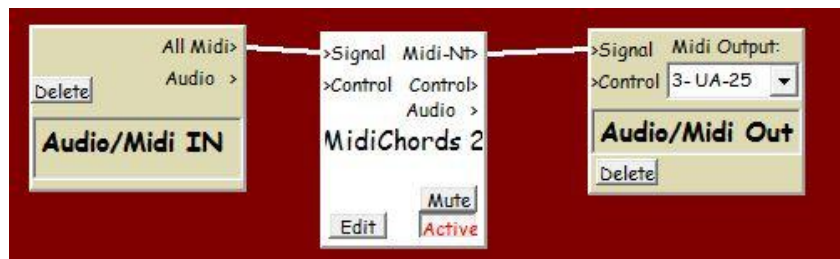 All Midi>
Audio >
Delete
Audio/Midi IN
>Signal Midi-Nt>
>Control Control>
Audio >
MidiChords 2
Mute
Edit Active
>Signal Midi Output:
>Control 3- UA-25
Audio/Midi Out
Delete